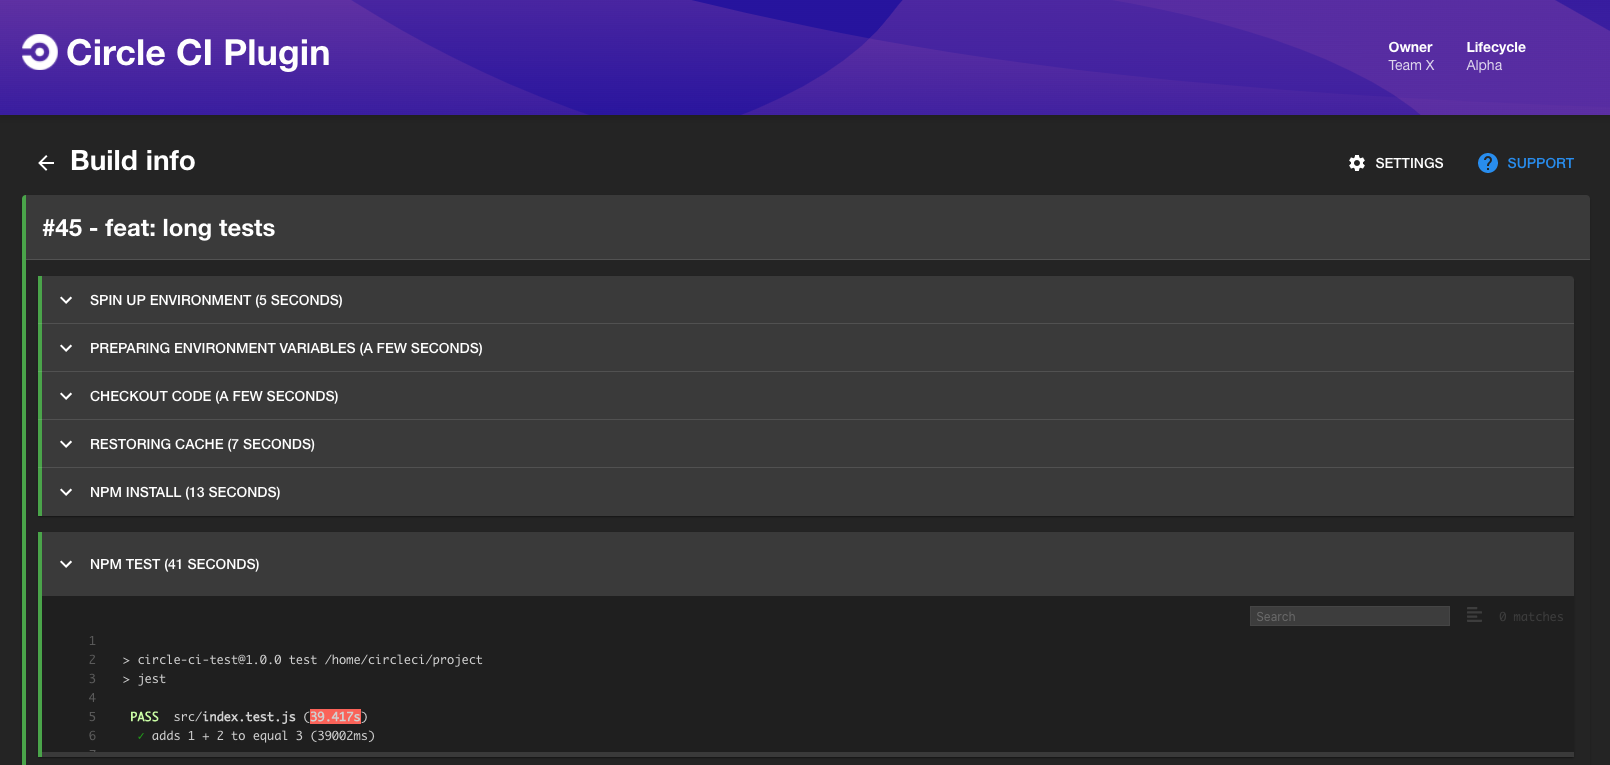 Circle CI Plugin
Owner
Team X
Lifecycle
Alpha
Build info
SETTINGS
SUPPORT
#45 - feat: long tests
SPIN UP ENVIRONMENT (5 SECONDS)
PREPARING ENVIRONMENT VARIABLES (A FEW SECONDS)
CHECKOUT CODE (A FEW SECONDS)
RESTORING CACHE (7 SECONDS)
NPM INSTALL (13 SECONDS)
NPM TEST (41 SECONDS)
Search
0 matches
1
2 > circle-ci-test@1.0.0 test /home/circleci/project
3 > jest
4
5 PASS src/index.test.js (39.417s)
6 ✓ adds 1 + 2 to equal 3 (39002ms)